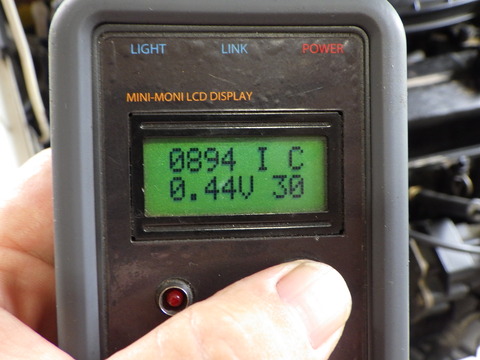 LIGHT LINK POWER
MINI-MONI LCD DISPLAY
0894 I C
0.44V 30